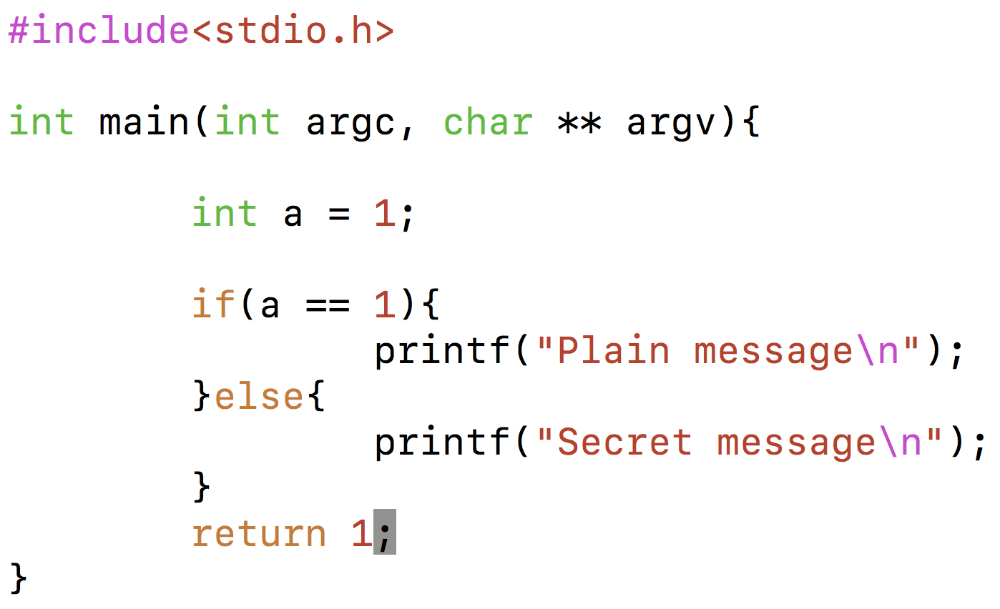 #include<stdio.h>

int main(int argc, char ** argv){

        int a = 1;

        if(a == 1){
                printf("Plain message\n");
        }else{
                printf("Secret message\n");
        }
        return 1;
}